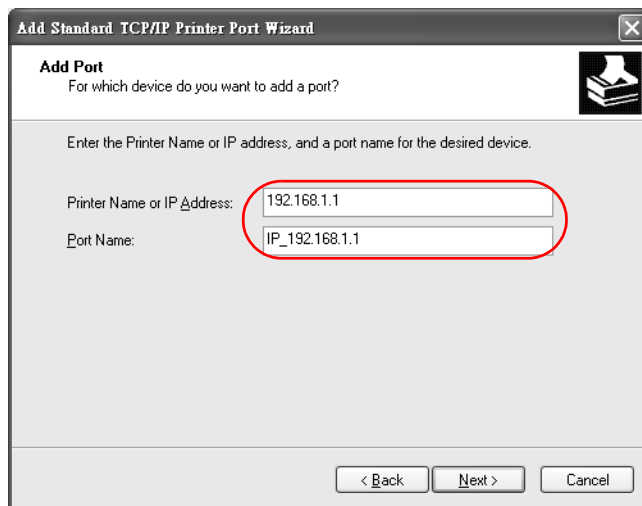 Add Standard TCP/IP Printer Port Wizard
Add Port
For which device do you want to add a port?
Enter the Printer Name or IP address, and a port name for the desired device.
Printer Name or IP Address: 192.168.1.1
Port Name: IP_192.168.1.1
< Back Next > Cancel